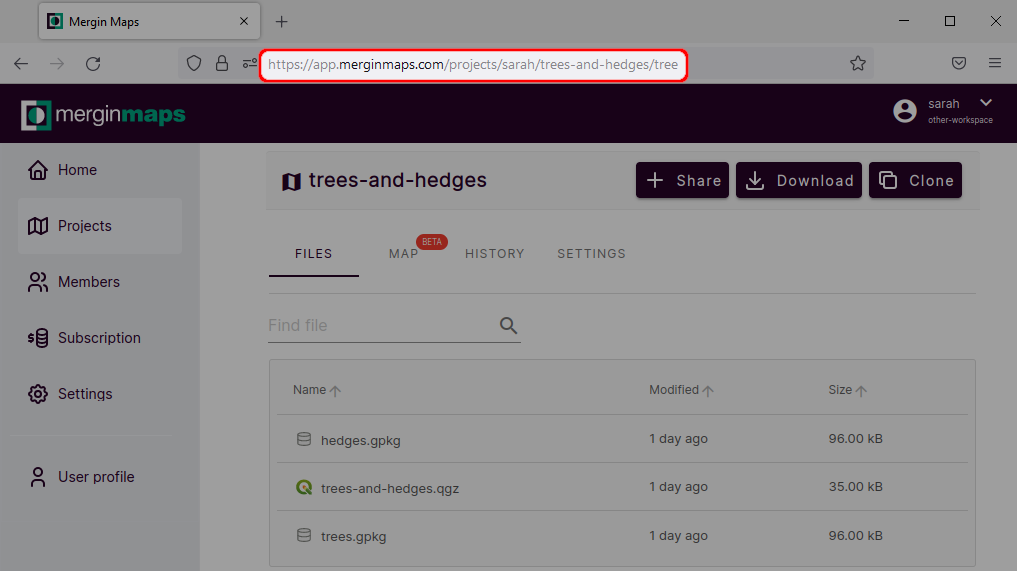 Mergin Maps
https://app.merginmaps.com/projects/sarah/trees-and-hedges/tree
merginmaps
sarah
other-workspace
Home
Projects
Members
Subscription
Settings
User profile
trees-and-hedges
Share Download Clone
FILES MAP BETA HISTORY SETTINGS
Find file
Name Modified Size
hedges.gpkg 1 day ago 96.00 kB
trees-and-hedges.qgz 1 day ago 35.00 kB
trees.gpkg 1 day ago 96.00 kB